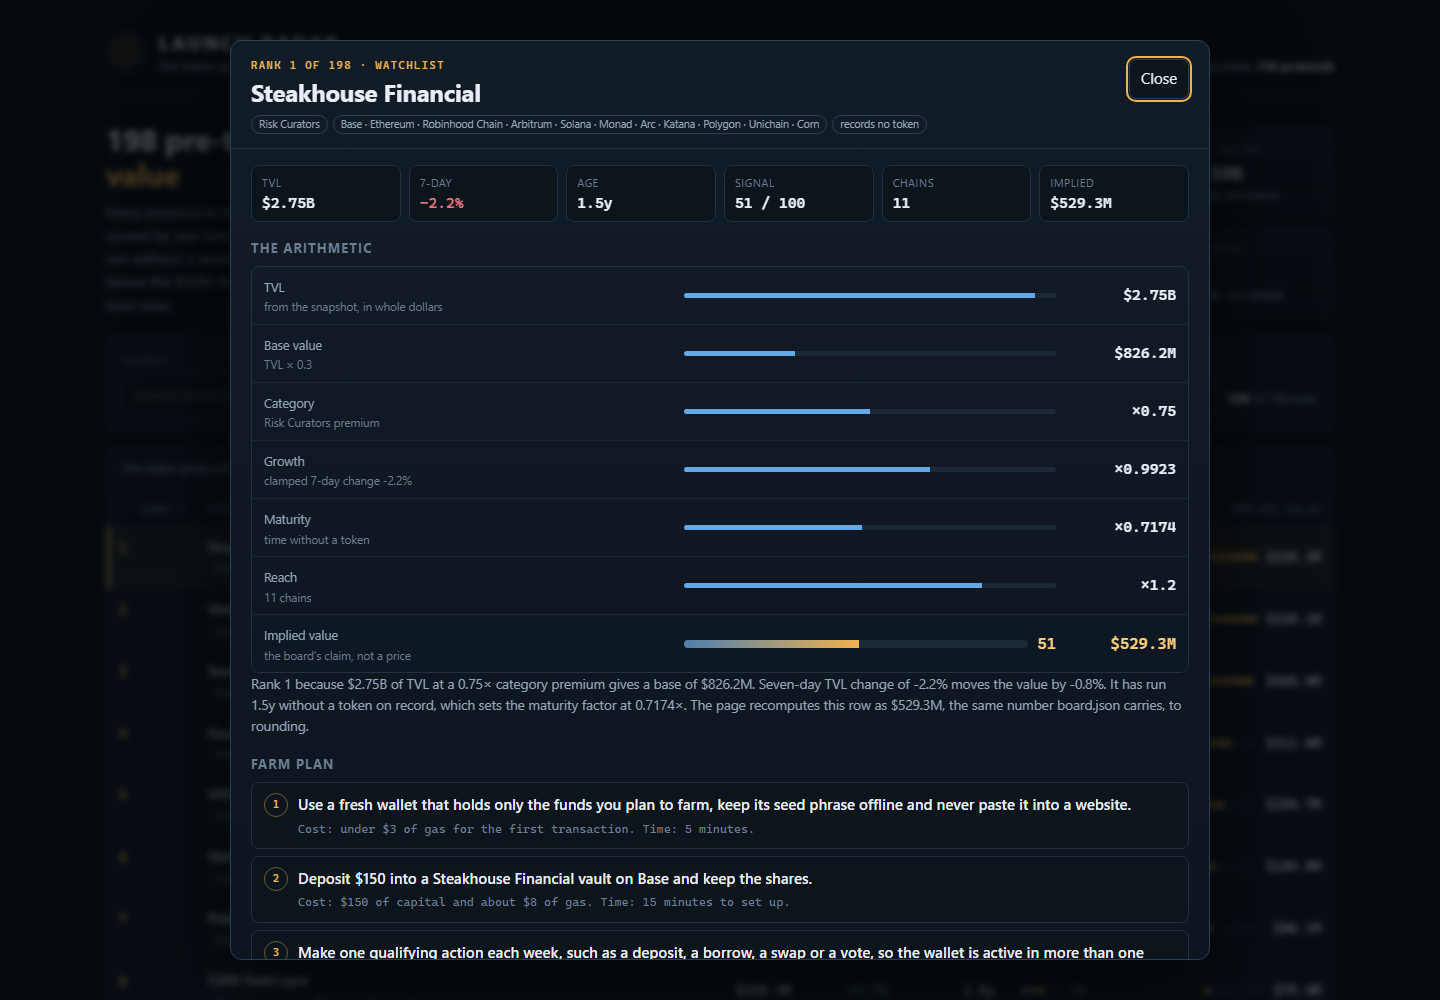 RANK 1 OF 198 · WATCHLIST
Steakhouse Financial
Close
Risk Curators
Base · Ethereum · Robinhood Chain · Arbitrum · Solana · Monad · Arc · Katana · Polygon · Unichain · Corn
records no token
TVL
$2.75B
7-DAY
−2.2%
AGE
1.5y
SIGNAL
51 / 100
CHAINS
11
IMPLIED
$529.3M
THE ARITHMETIC
TVL
from the snapshot, in whole dollars
$2.75B
Base value
TVL × 0.3
$826.2M
Category
Risk Curators premium
×0.75
Growth
clamped 7-day change -2.2%
×0.9923
Maturity
time without a token
×0.7174
Reach
11 chains
×1.2
Implied value
the board's claim, not a price
51
$529.3M
Rank 1 because $2.75B of TVL at a 0.75× category premium gives a base of $826.2M. Seven-day TVL change of -2.2% moves the value by -0.8%. It has run
1.5y without a token on record, which sets the maturity factor at 0.7174×. The page recomputes this row as $529.3M, the same number board.json carries, to
rounding.
FARM PLAN
1
Use a fresh wallet that holds only the funds you plan to farm, keep its seed phrase offline and never paste it into a website.
Cost: under $3 of gas for the first transaction. Time: 5 minutes.
2
Deposit $150 into a Steakhouse Financial vault on Base and keep the shares.
Cost: $150 of capital and about $8 of gas. Time: 15 minutes to set up.
3
Make one qualifying action each week, such as a deposit, a borrow, a swap or a vote, so the wallet is active in more than one
198 pre-t
value